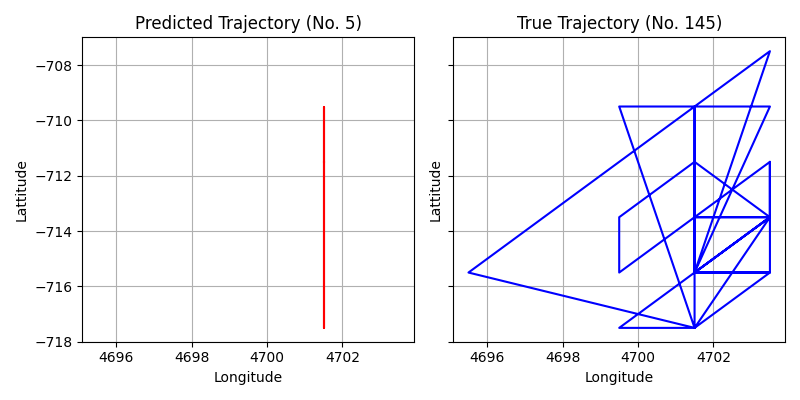 Predicted Trajectory (No. 5)
True Trajectory (No. 145)
Lattitude
−708
−710
−712
−714
−716
−718
4696
4698
4700
4702
Longitude
Lattitude
4696
4698
4700
4702
Longitude